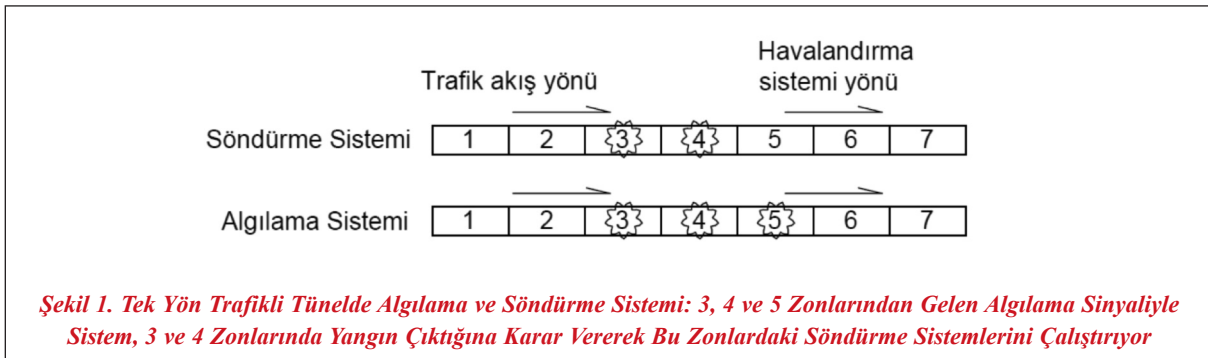 Trafik akış yönü
Havalandırma
sistemi yönü
Söndürme Sistemi 1 2 3 4 5 6 7
Algılama Sistemi 1 2 3 4 5 6 7
Şekil 1. Tek Yön Trafikli Tünelde Algılama ve Söndürme Sistemi: 3, 4 ve 5 Zonlarından Gelen Algılama Sinyaliyle
Sistem, 3 ve 4 Zonlarında Yangın Çıktığına Karar Vererek Bu Zonlardaki Söndürme Sistemlerini Çalıştırıyor